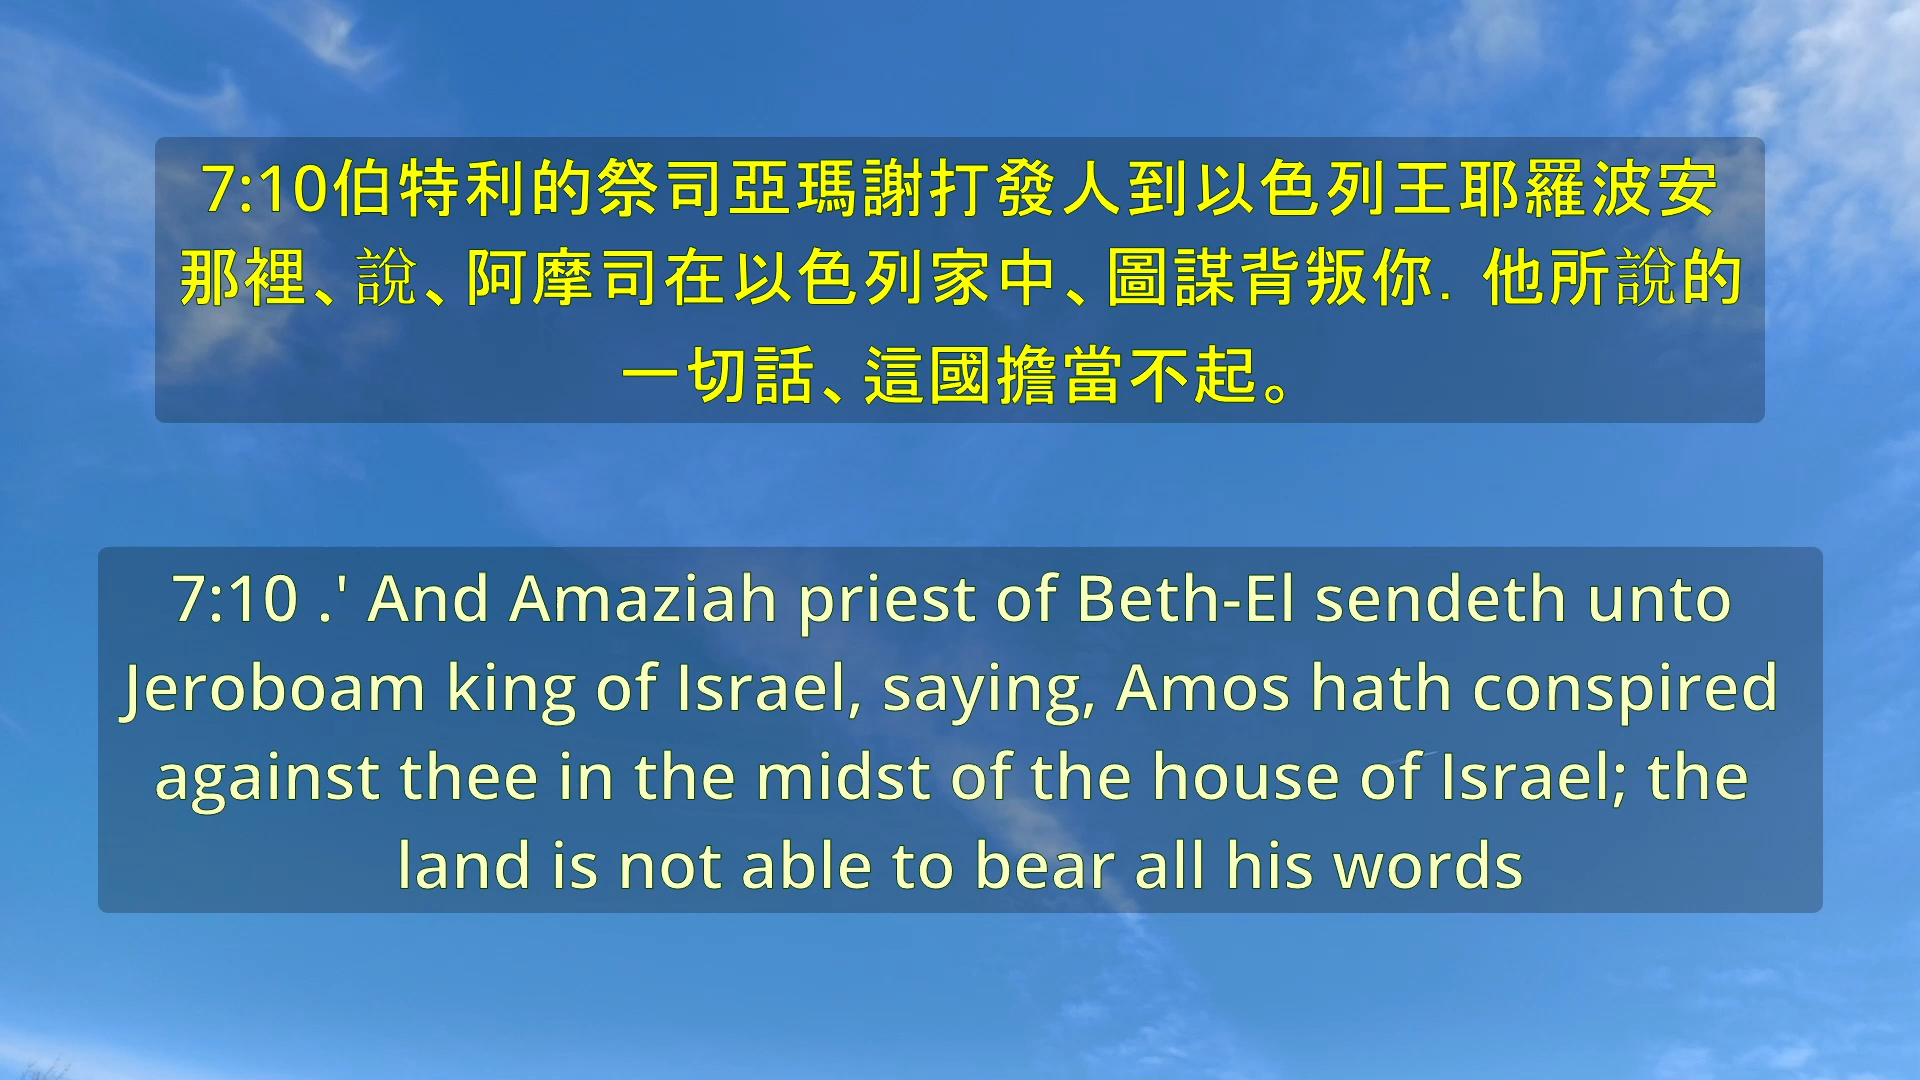 7:10伯特利的祭司亞瑪謝打發人到以色列王耶羅波安
那裡、說、阿摩司在以色列家中、圖謀背叛你．他所說的
一切話、這國擔當不起。
7:10 .' And Amaziah priest of Beth-El sendeth unto
Jeroboam king of Israel, saying, Amos hath conspired
against thee in the midst of the house of Israel; the
land is not able to bear all his words